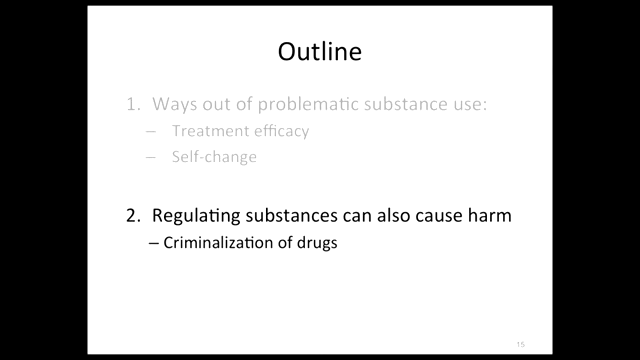 Outline
1. Ways out of problematic substance use:
– Treatment efficacy
– Self-change
2. Regulating substances can also cause harm
– Criminalization of drugs
15